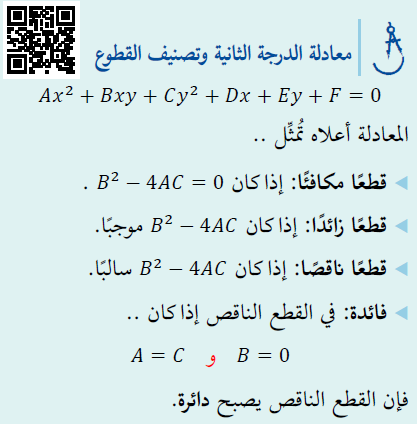 معادلة الدرجة الثانية وتصنيف القطوع
Ax² + Bxy + Cy² + Dx + Ey + F = 0
المعادلة أعلاه تُمثِّل ..
قطعًا مكافئًا: إذا كان B² − 4AC = 0 .
قطعًا زائدًا: إذا كان B² − 4AC موجبًا.
قطعًا ناقصًا: إذا كان B² − 4AC سالبًا.
فائدة: في القطع الناقص إذا كان ..
A = C و B = 0
فإن القطع الناقص يصبح دائرة.